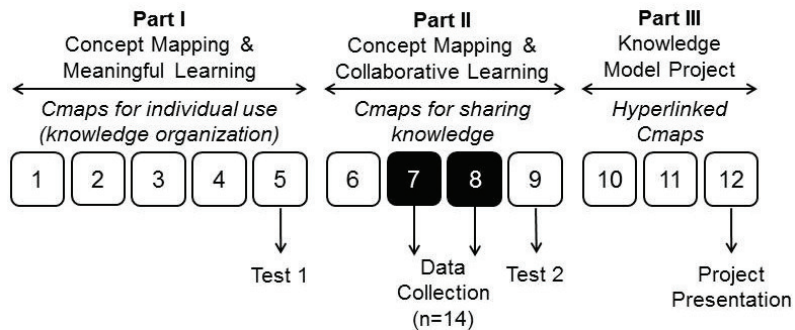 Part I
Concept Mapping &
Meaningful Learning
Cmaps for individual use
(knowledge organization)
Part II
Concept Mapping &
Collaborative Learning
Cmaps for sharing
knowledge
Part III
Knowledge
Model Project
Hyperlinked
Cmaps
1 2 3 4 5 6 7 8 9 10 11 12
Test 1
Data
Collection
(n=14)
Test 2
Project
Presentation